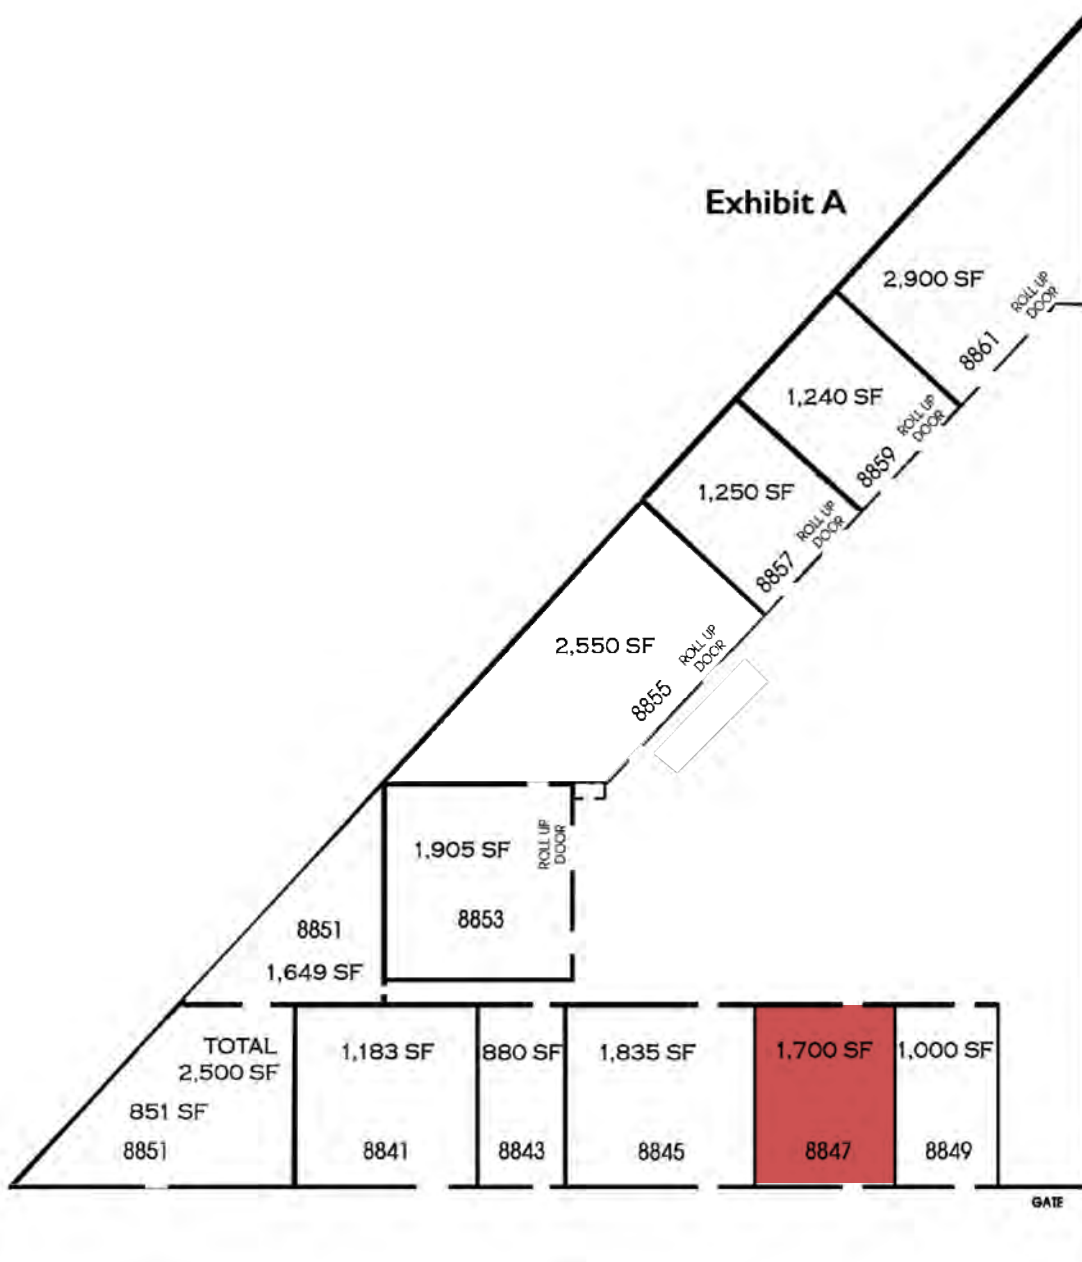 Exhibit A
2,900 SF
ROLL UP
DOOR
8861
1,240 SF
ROLL UP
DOOR
8859
1,250 SF
ROLL UP
DOOR
8857
2,550 SF
ROLL UP
DOOR
8855
1,905 SF
ROLL UP
DOOR
8853
8851
1,649 SF
TOTAL
2,500 SF
851 SF
8851
1,183 SF
8841
880 SF
8843
1,835 SF
8845
1,700 SF
8847
1,000 SF
8849
GATE